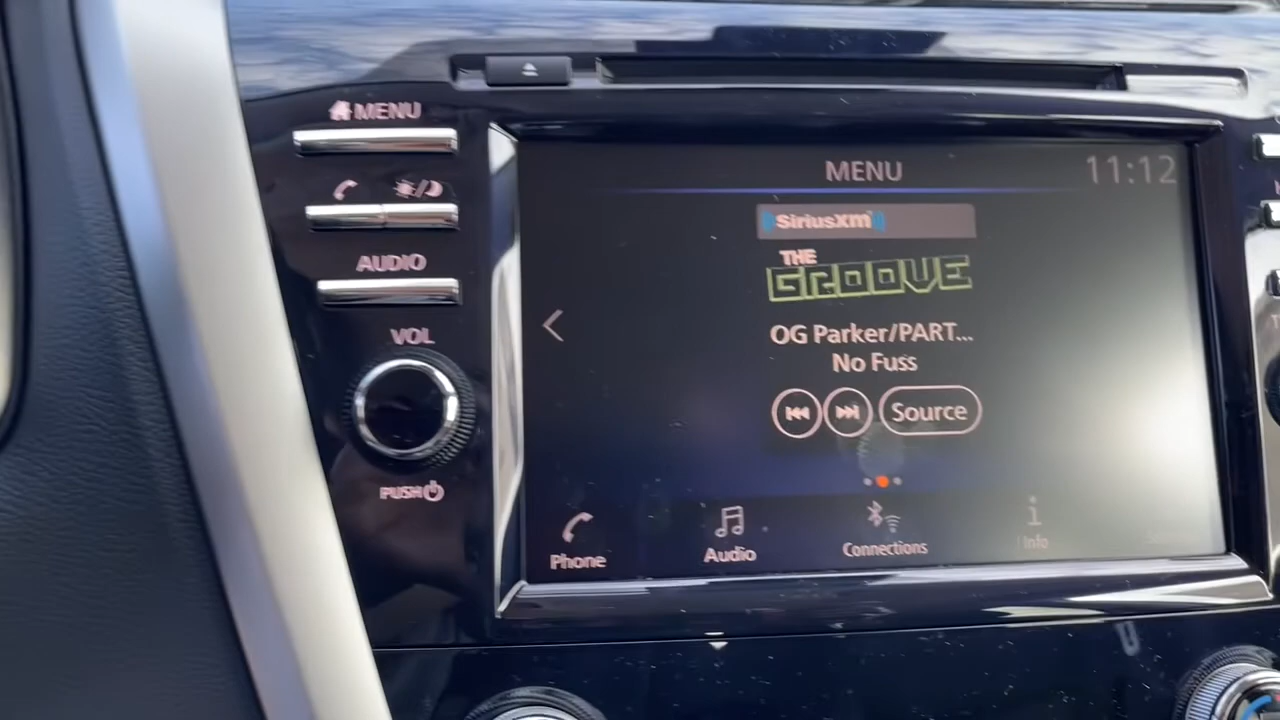 MENU
AUDIO
VOL
PUSH
MENU
11:12
SiriusXM
THE
GROOVE
OG Parker/PART...
No Fuss
Source
Phone
Audio
Connections
Info